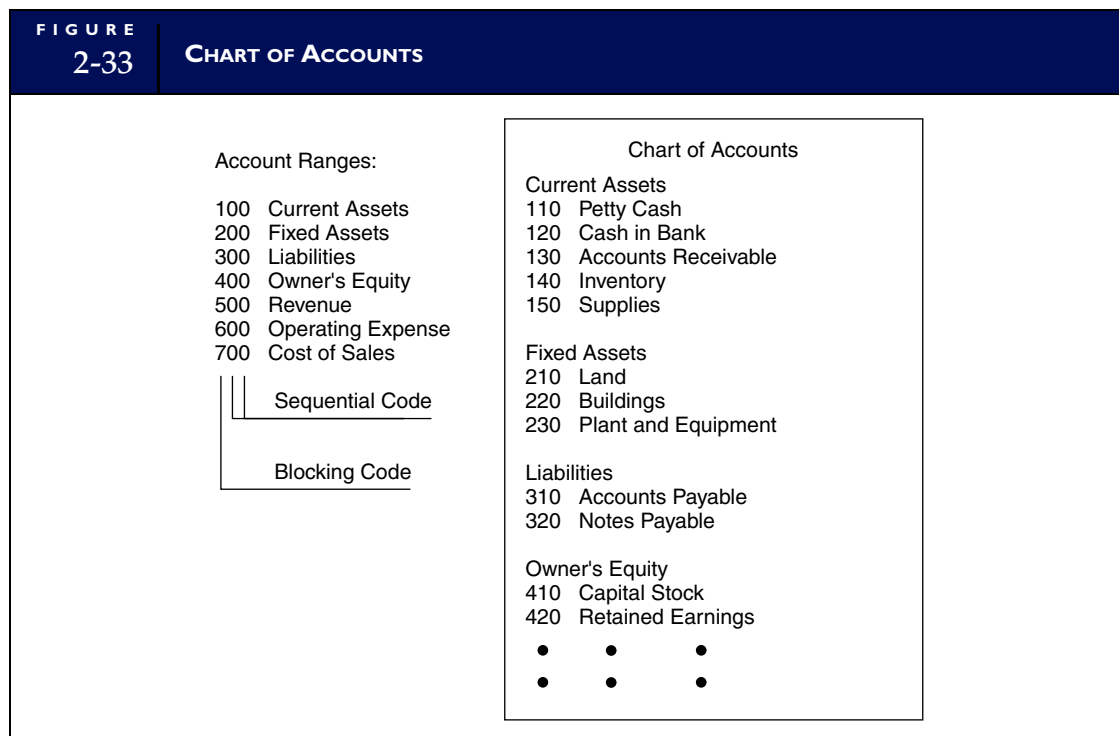 FIGURE
2-33
CHART OF ACCOUNTS
Account Ranges:
100 Current Assets
200 Fixed Assets
300 Liabilities
400 Owner's Equity
500 Revenue
600 Operating Expense
700 Cost of Sales
Sequential Code
Blocking Code
Chart of Accounts
Current Assets
110 Petty Cash
120 Cash in Bank
130 Accounts Receivable
140 Inventory
150 Supplies
Fixed Assets
210 Land
220 Buildings
230 Plant and Equipment
Liabilities
310 Accounts Payable
320 Notes Payable
Owner's Equity
410 Capital Stock
420 Retained Earnings